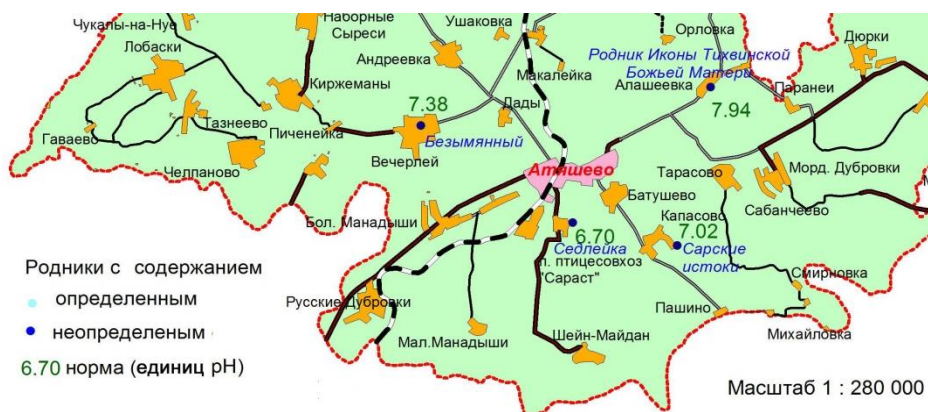 Чукалы-на-Нуе
Наборные
Сыреси
Ушаковка
Орловка
Дюрки
Лобаски
Андреевка
Родник Иконы Тихвинской
Божьей Матери
Макалейка
Киржеманы
Алашеевка
Паранеи
7.38
Дады
7.94
Гаваево
Тазнеево
Пиченейка
Безымянный
Вечерлей
Челпаново
Атяшево
Тарасово
Морд. Дубровки
Батушево
Сабанчеево
Бол. Манадыши
Капасово
6.70
7.02
Седлейка
Сарские
истоки
п. птицесовхоз
"Сараст"
Смирновка
Родники с содержанием
определенным
неопределеным
6.70 норма (единиц pH)
Русские Дубровки
Пашино
Мал.Манадыши
Шейн-Майдан
Михайловка
Масштаб 1 : 280 000